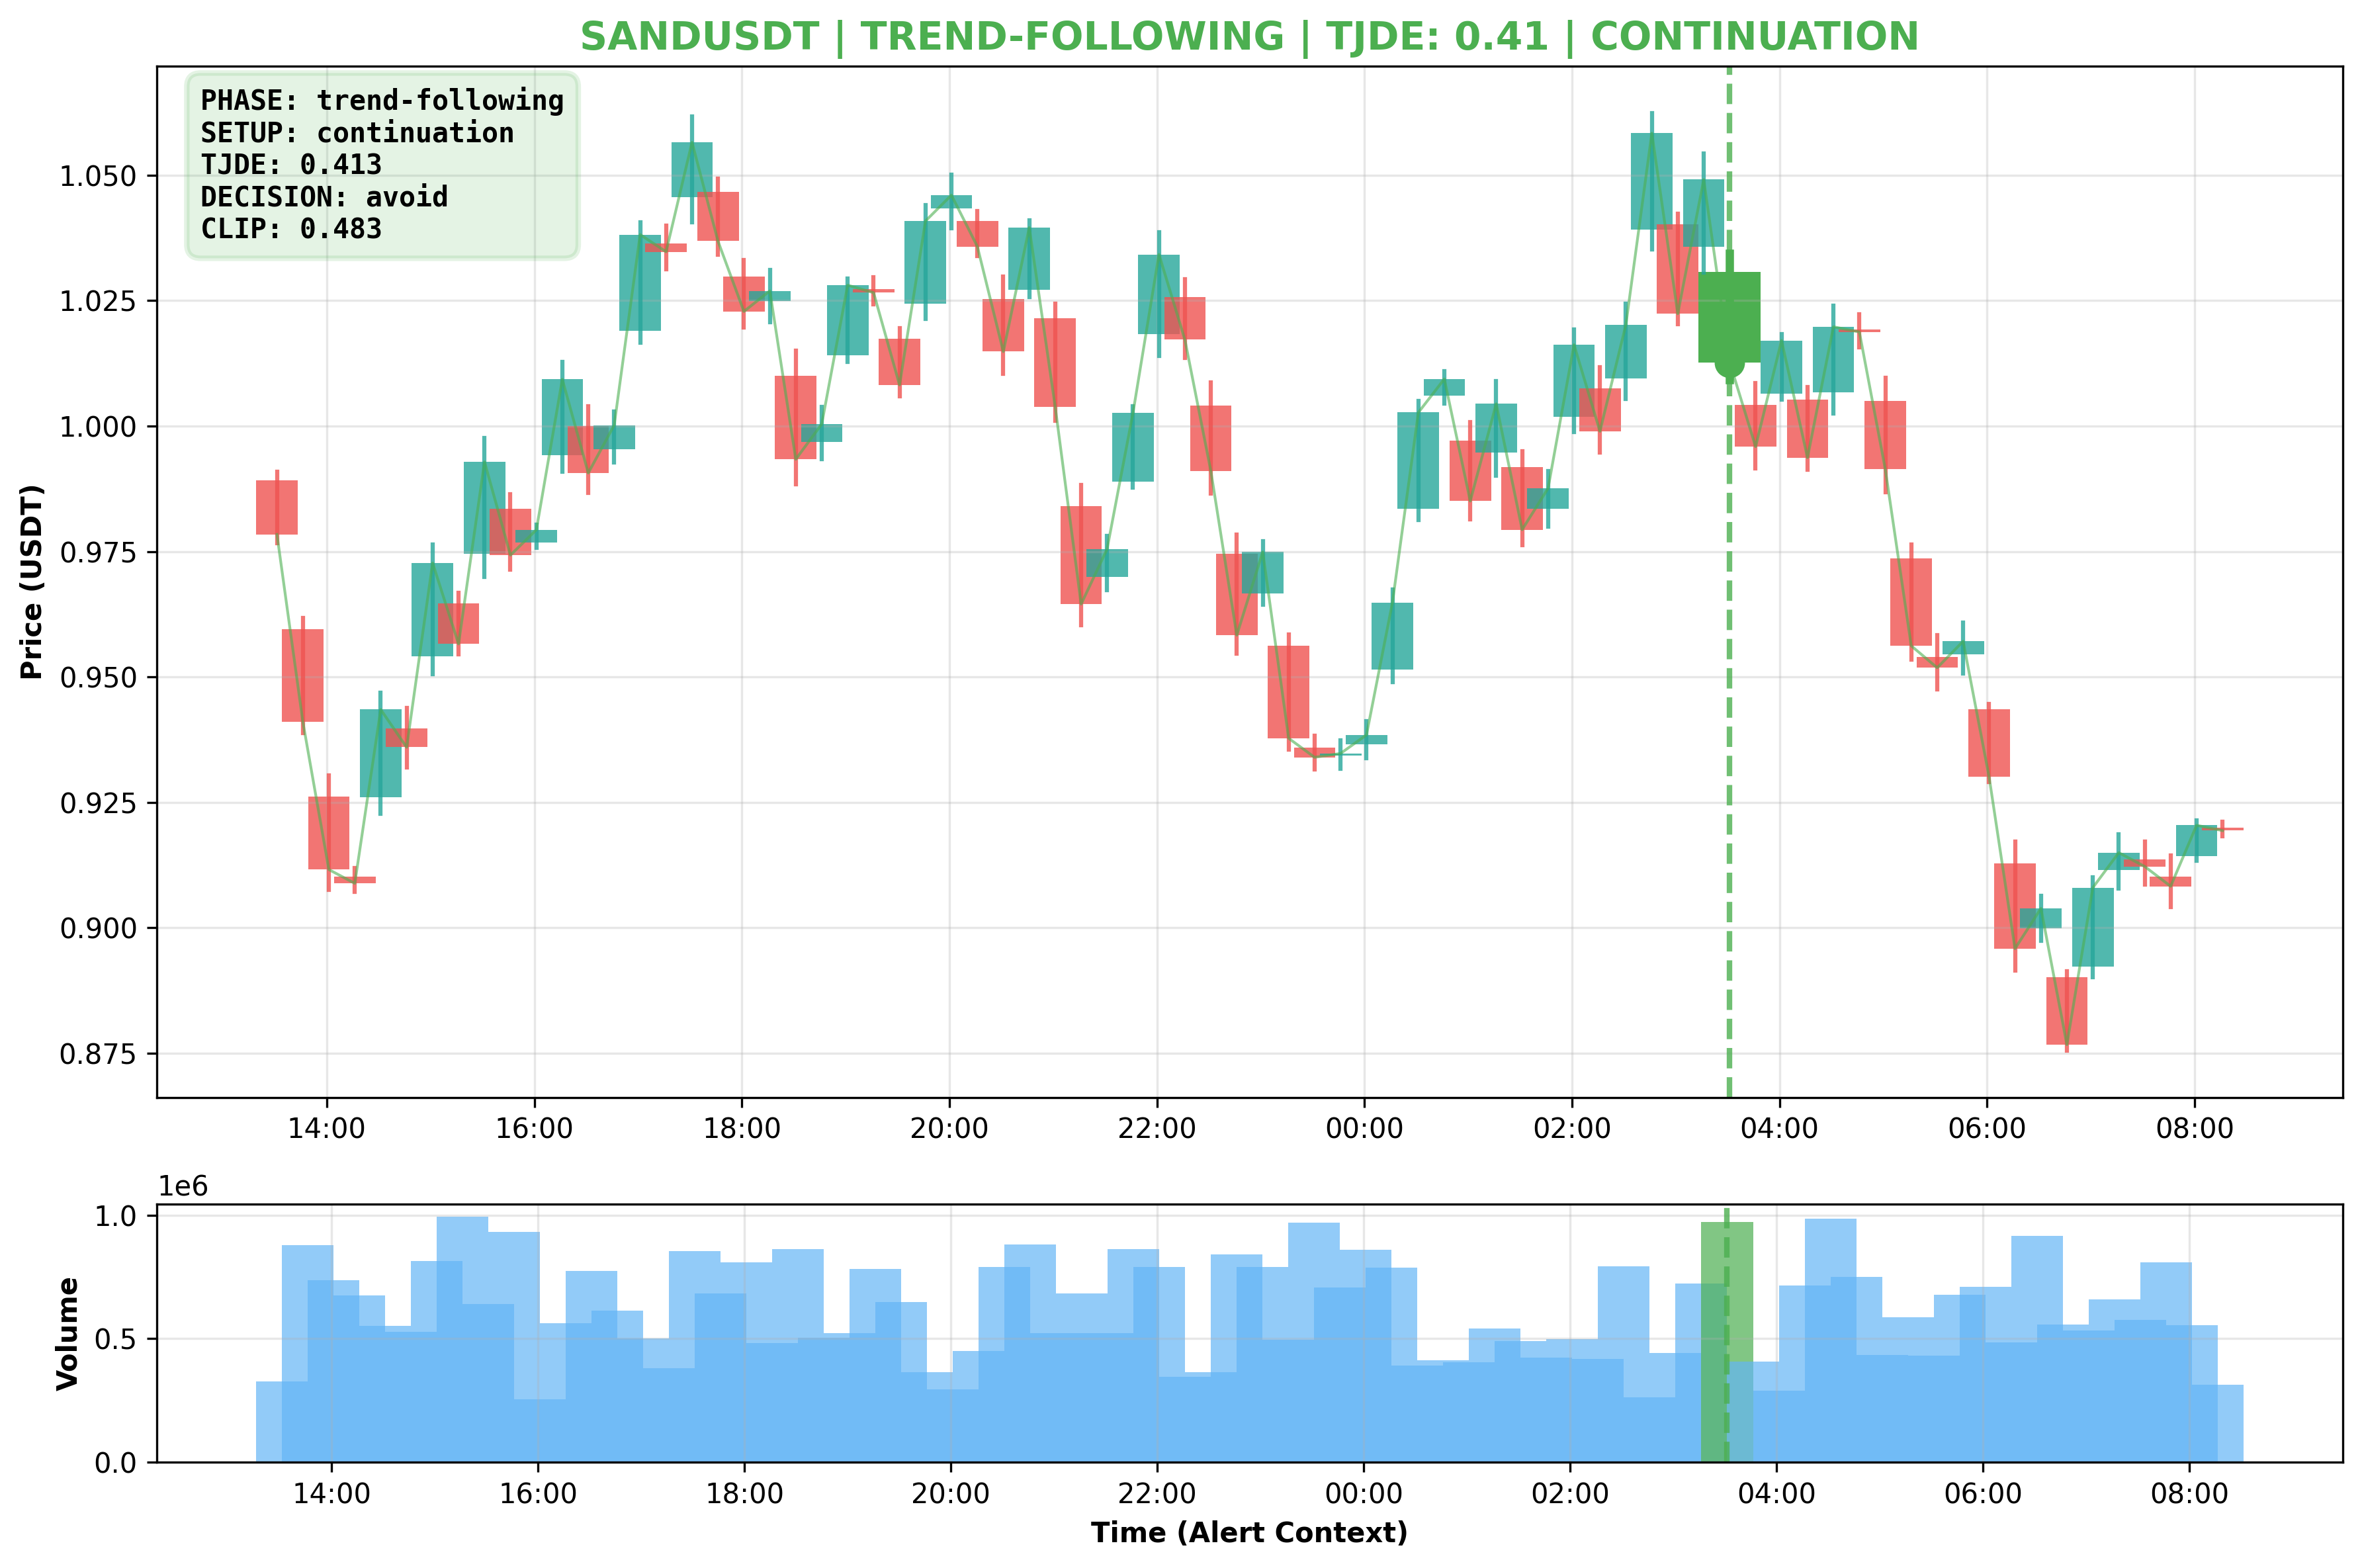 SANDUSDT | TREND-FOLLOWING | TJDE: 0.41 | CONTINUATION
PHASE: trend-following
SETUP: continuation
TJDE: 0.413
DECISION: avoid
CLIP: 0.483
Price (USDT)
1.050
1.025
1.000
0.975
0.950
0.925
0.900
0.875
14:00 16:00 18:00 20:00 22:00 00:00 02:00 04:00 06:00 08:00
1e6
Volume
1.0
0.5
0.0
14:00 16:00 18:00 20:00 22:00 00:00 02:00 04:00 06:00 08:00
Time (Alert Context)